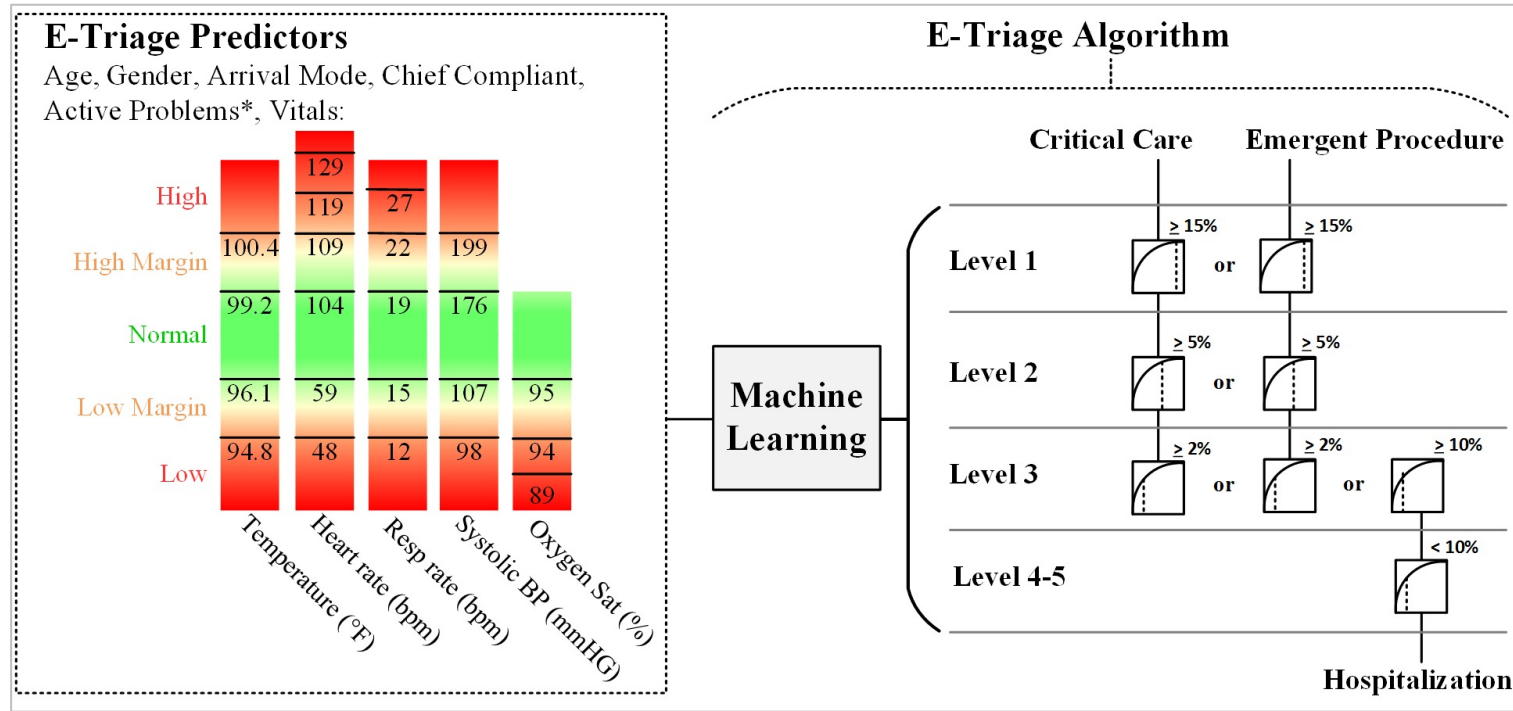 E-Triage Predictors
Age, Gender, Arrival Mode, Chief Compliant,
Active Problems*, Vitals:
High
High Margin
Normal
Low Margin
Low
100.4
99.2
96.1
94.8
129
119
109
104
59
48
27
22
19
15
12
199
176
107
98
95
94
89
Temperature (°F)
Heart rate (bpm)
Resp rate (bpm)
Systolic BP (mmHG)
Oxygen Sat (%)
Machine
Learning
E-Triage Algorithm
Critical Care
Emergent Procedure
Level 1
≥ 15%
or
≥ 15%
Level 2
≥ 5%
or
≥ 5%
Level 3
≥ 2%
or
≥ 2%
or
≥ 10%
Level 4-5
< 10%
Hospitalization